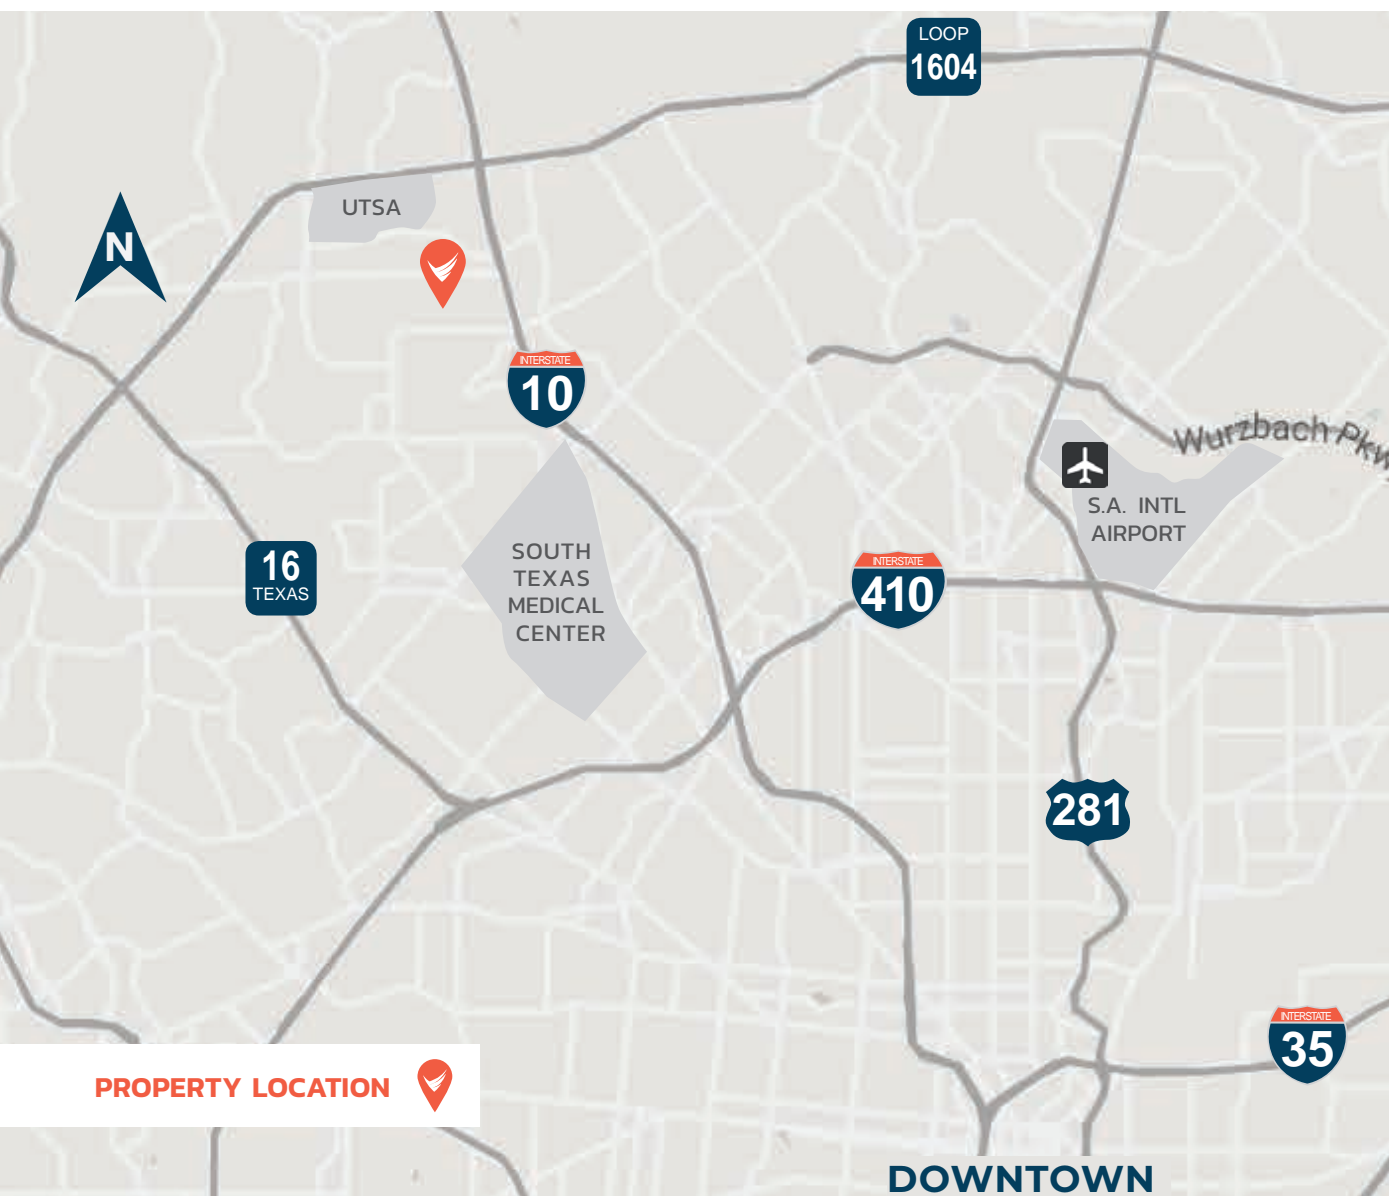 LOOP
1604
UTSA
N
INTERSTATE
10
Wurzbach Pkwy
S.A. INTL
AIRPORT
SOUTH
TEXAS
MEDICAL
CENTER
16
TEXAS
INTERSTATE
410
281
INTERSTATE
35
PROPERTY LOCATION
DOWNTOWN